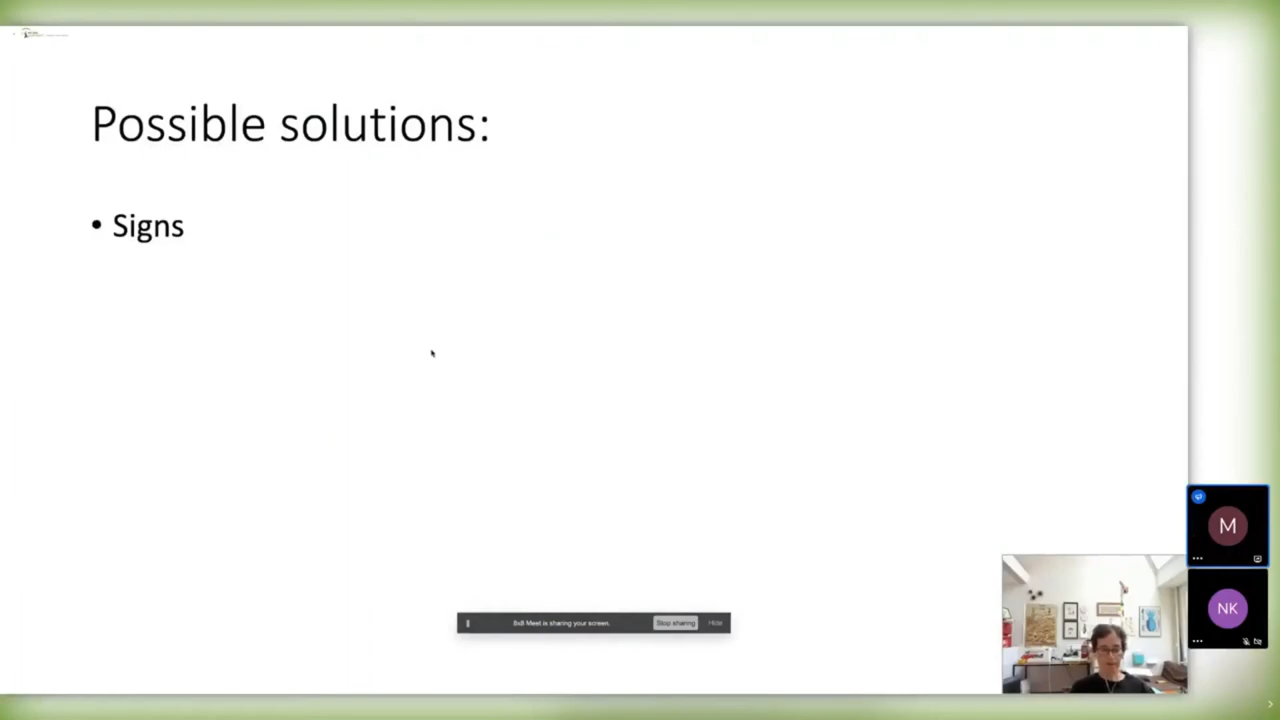 Possible solutions:
• Signs
8x8 Meet is sharing your screen.
Stop sharing
Hide
M
NK